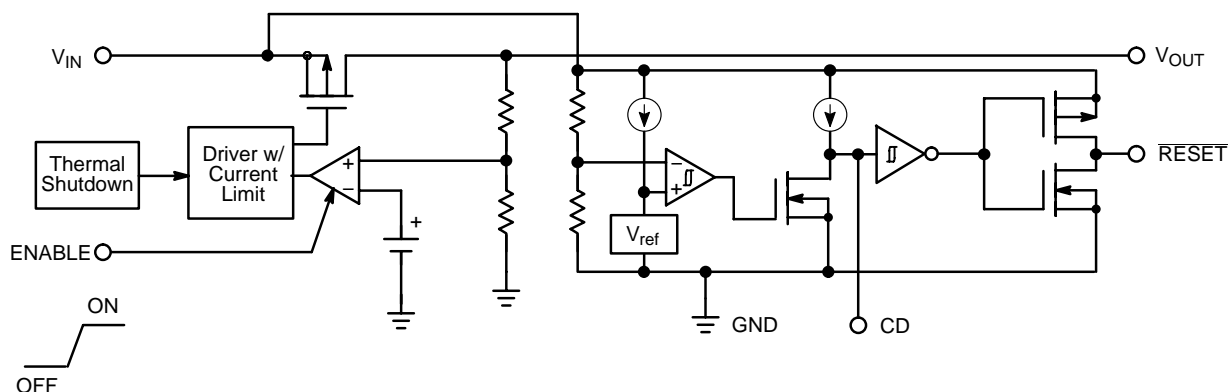 V_IN
V_OUT
Thermal
Shutdown
Driver w/
Current
Limit
+
−
+
−
+
V_ref
RESET
ENABLE
ON
OFF
GND
CD